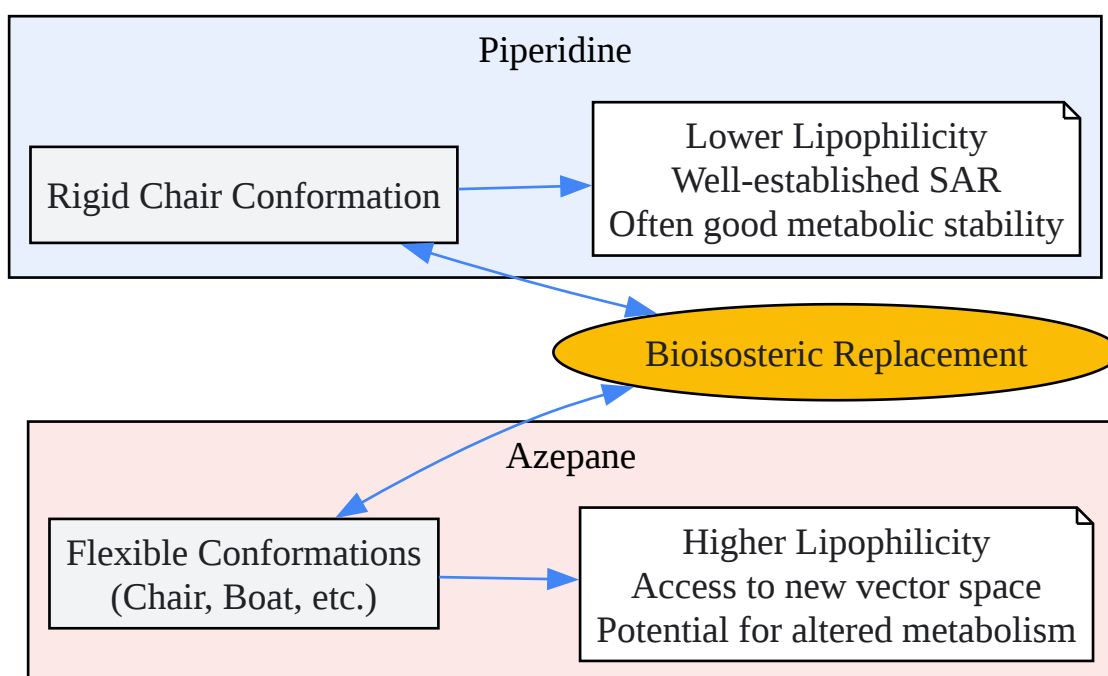 Piperidine
Rigid Chair Conformation
Lower Lipophilicity
Well-established SAR
Often good metabolic stability
Bioisosteric Replacement
Azepane
Flexible Conformations
(Chair, Boat, etc.)
Higher Lipophilicity
Access to new vector space
Potential for altered metabolism